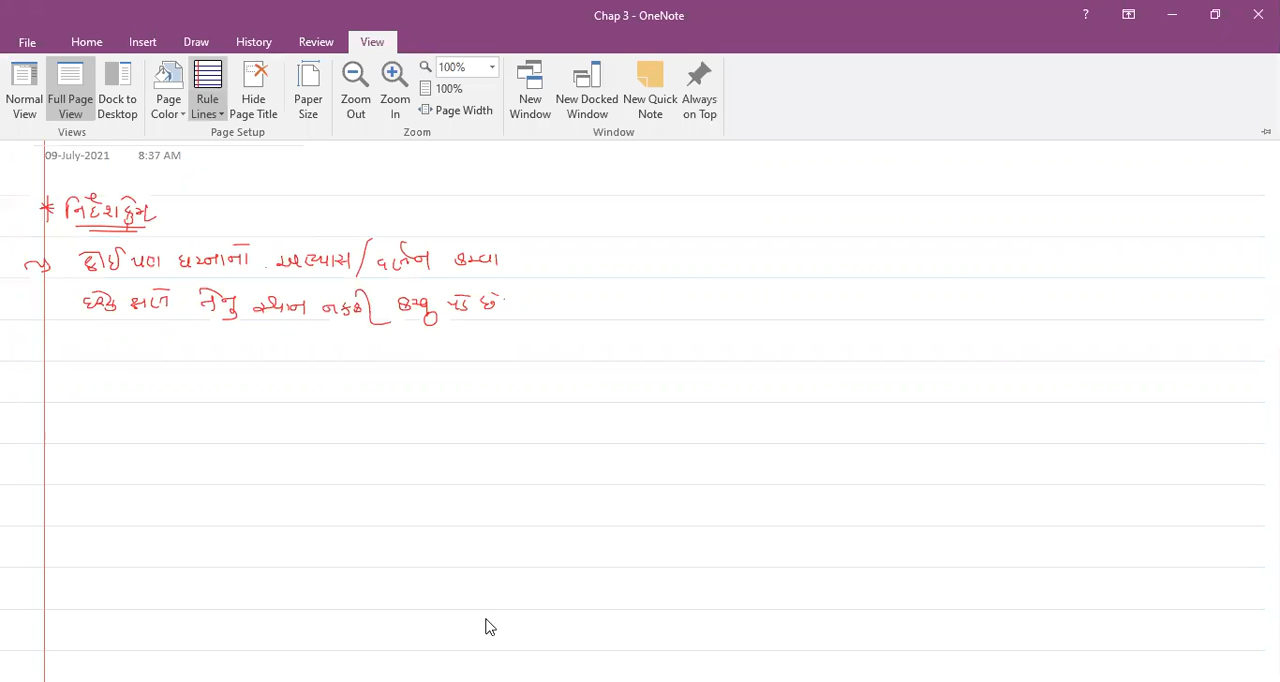 Chap 3 - OneNote
File Home Insert Draw History Review View
Normal View Full Page View Dock to Desktop Page Color Rule Lines Hide Page Title Paper Size Zoom Out Zoom In 100% 100% Page Width New Window New Docked Window New Quick Note Always on Top
Views Page Setup Zoom Window
09-July-2021 8:37 AM
* નિર્દેશફ્રેમ
→ કોઈ પણ ઘટનાનો અભ્યાસ/વર્ણન કરવા
દરેક ક્ષણે તેનુ સ્થાન નક્કી કરવુ પડે છે.